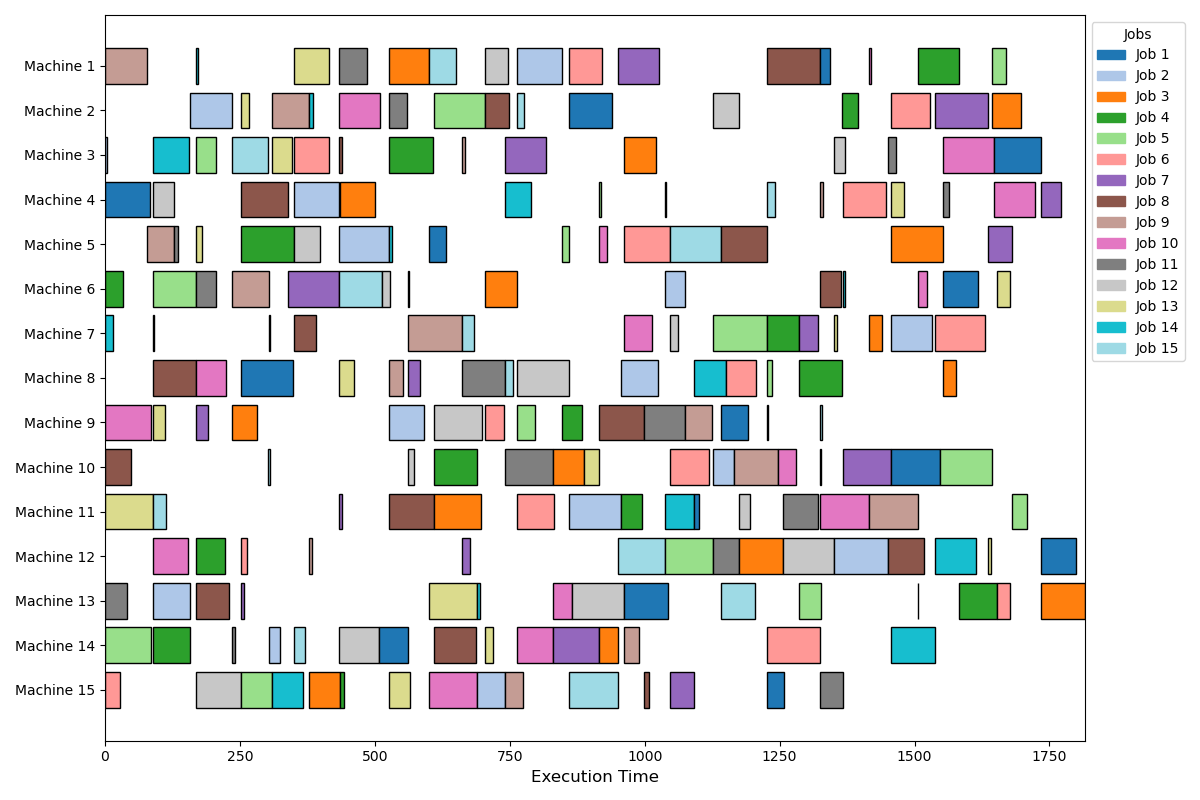 Machine 1
Machine 2
Machine 3
Machine 4
Machine 5
Machine 6
Machine 7
Machine 8
Machine 9
Machine 10
Machine 11
Machine 12
Machine 13
Machine 14
Machine 15
0
250
500
750
1000
1250
1500
1750
Execution Time
Jobs
Job 1
Job 2
Job 3
Job 4
Job 5
Job 6
Job 7
Job 8
Job 9
Job 10
Job 11
Job 12
Job 13
Job 14
Job 15